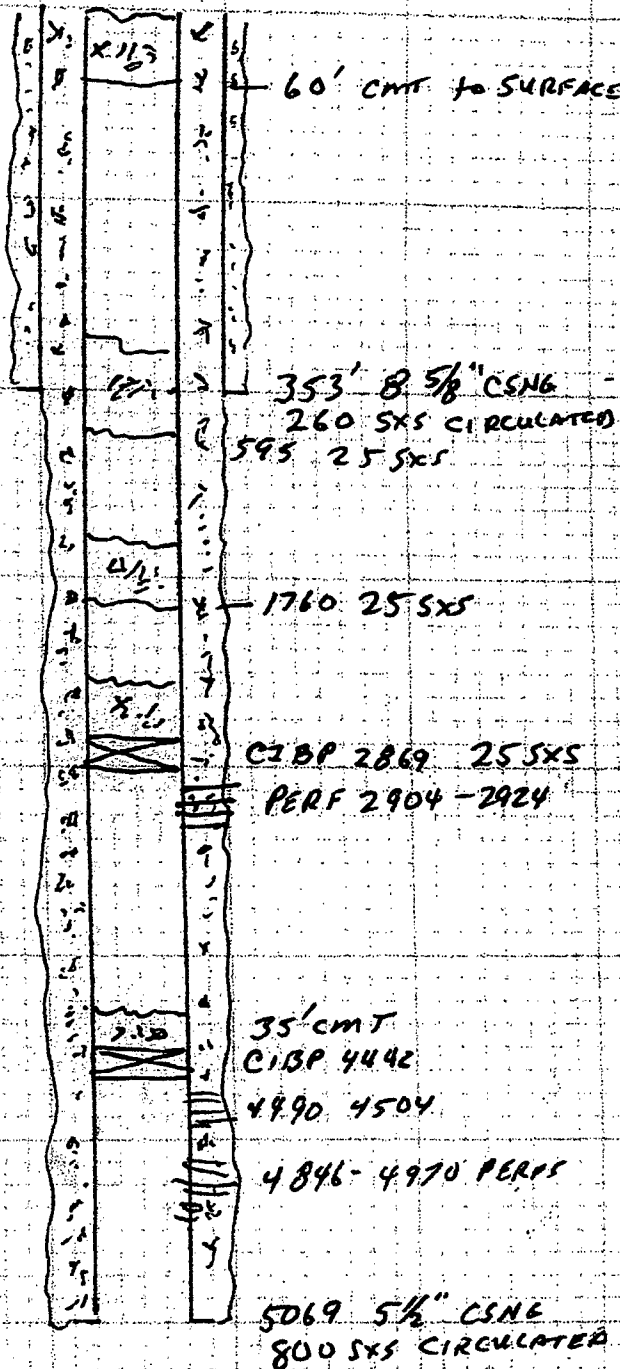 60' CMT to SURFACE
353' 8 5/8" CSNG
260 SXS CIRCULATED
595 25 SXS
1760 25 SXS
CIBP 2869 25 SXS
PERF 2904-2924
35' CMT
CIBP 4442
4490 4504
4846-4970 PERFS
5069 5 1/2" CSNG
800 SXS CIRCULATED